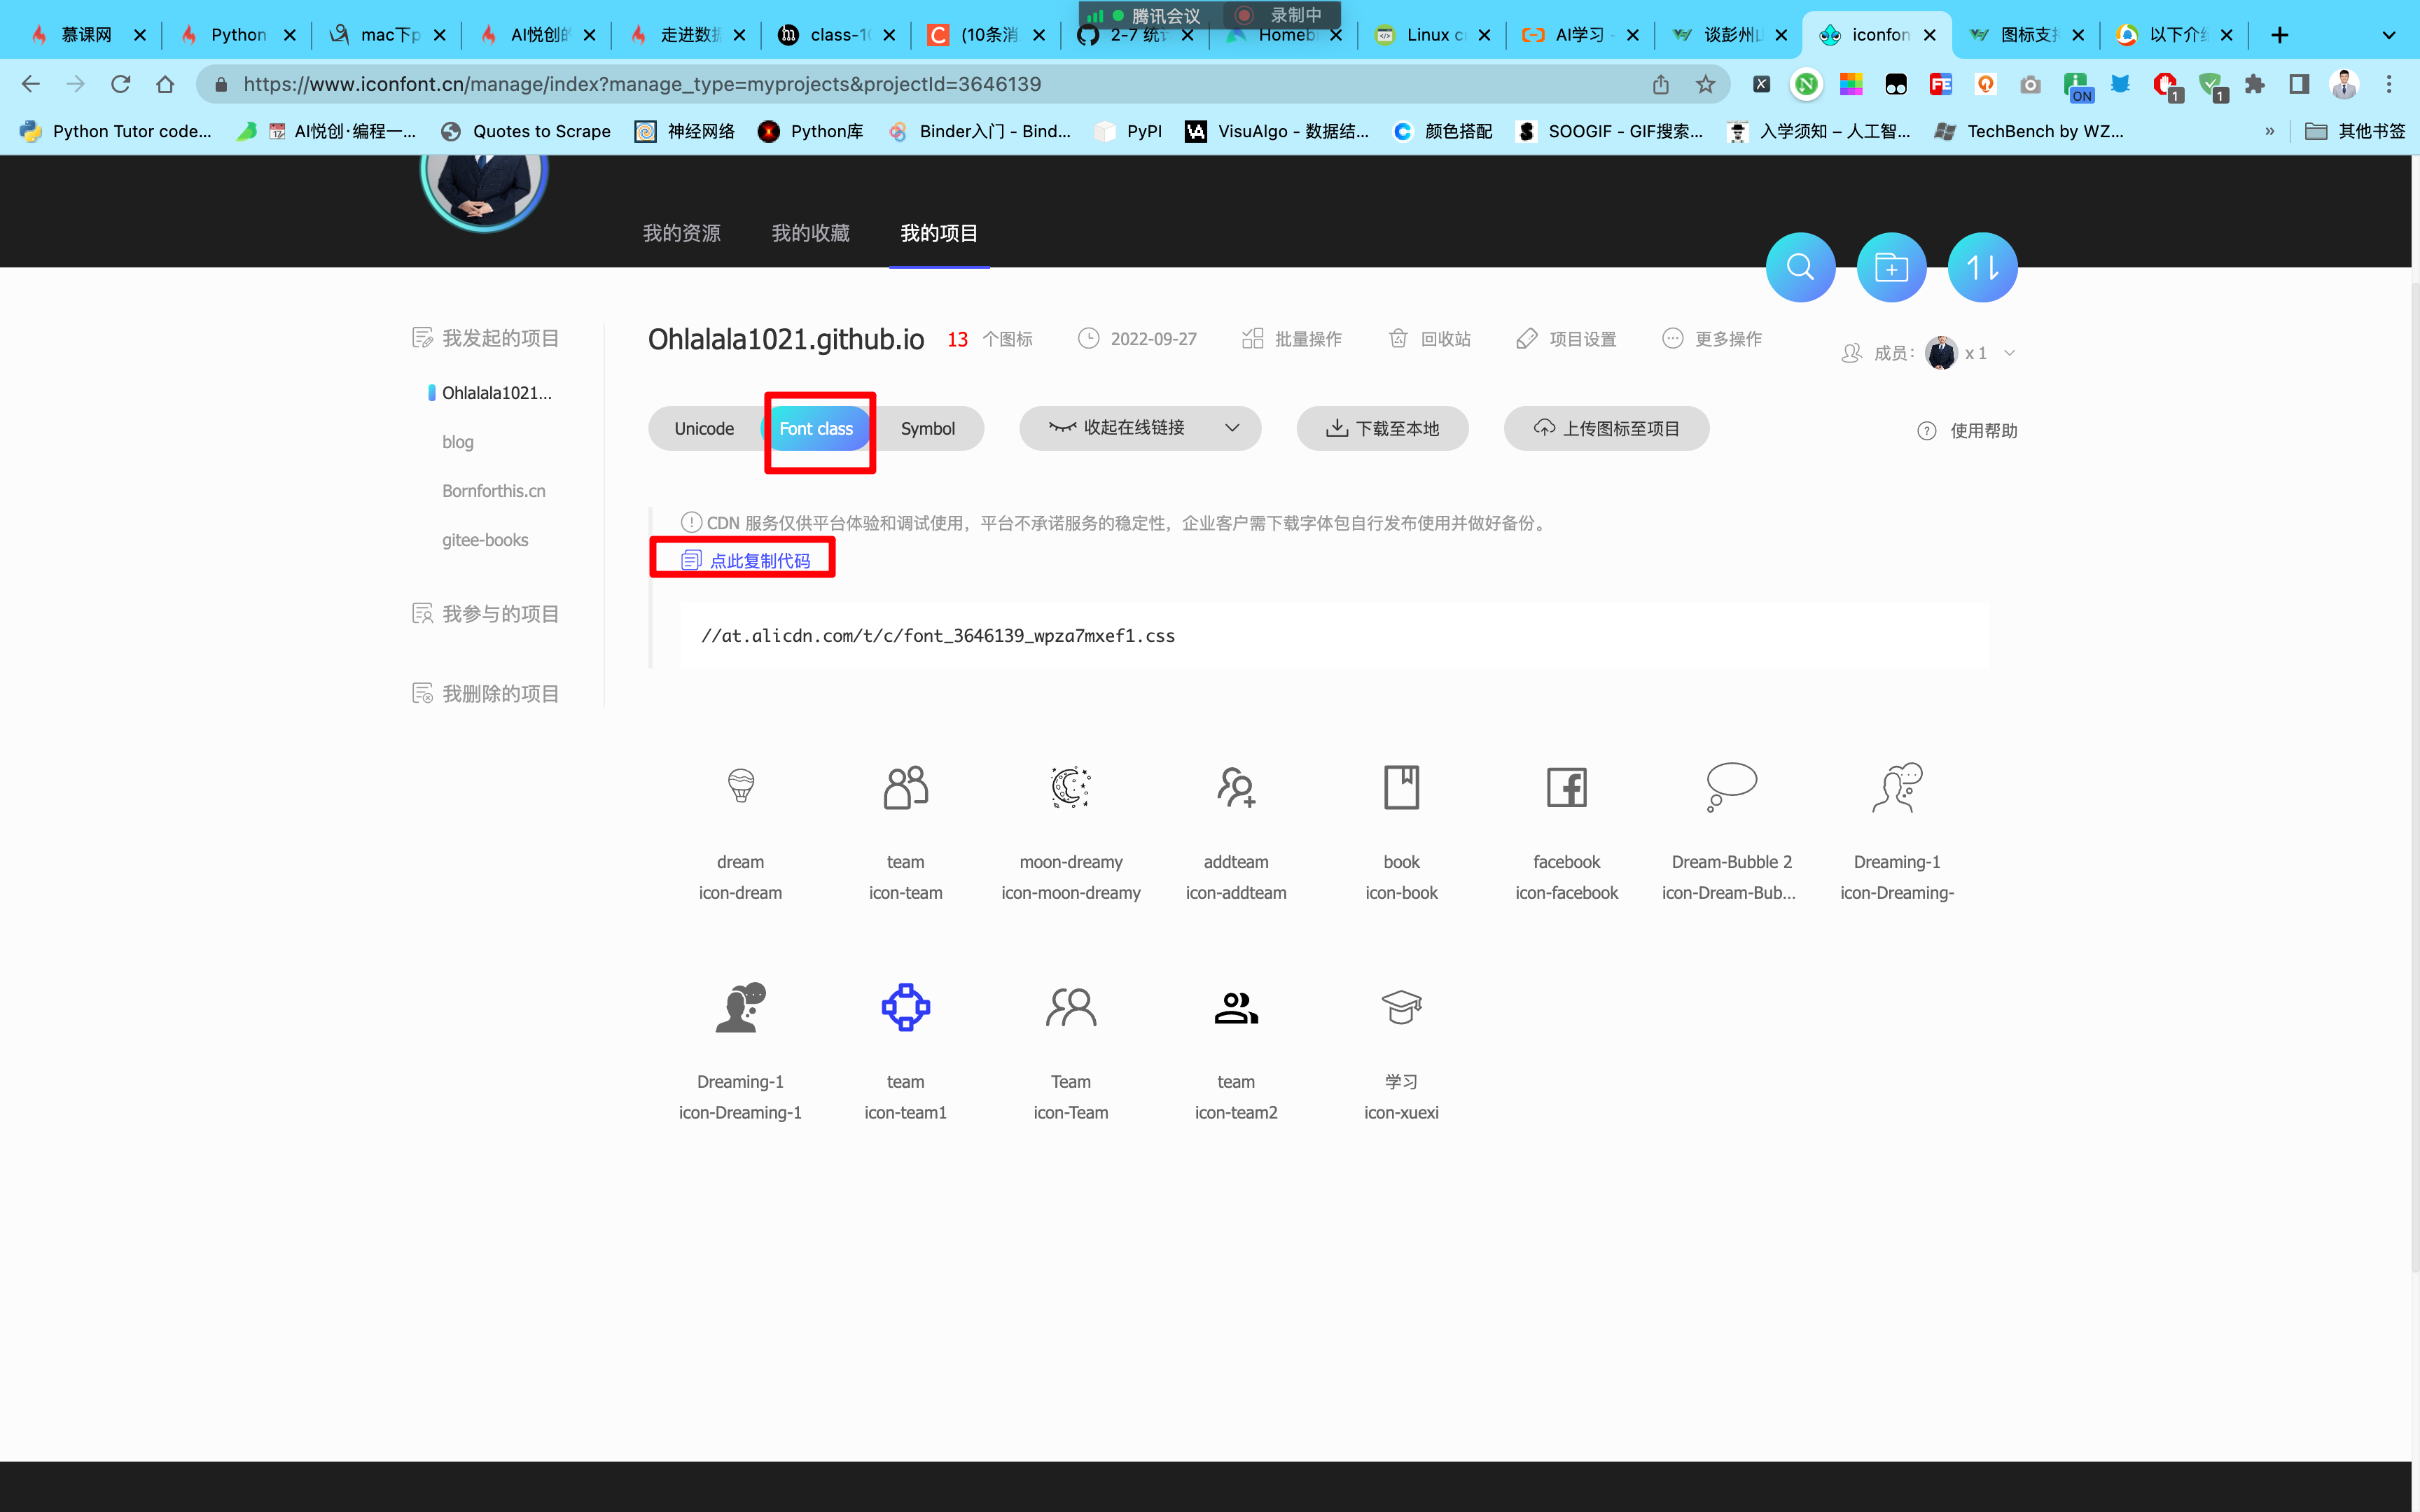 腾讯会议 录制中
慕课网 Python mac下p AI悦创的 走进数据 class-10 (10条消 2-7 统计 Homeb Linux c AI学习 - 谈彭州山 iconfon 图标支持 以下介绍
https://www.iconfont.cn/manage/index?manage_type=myprojects&projectId=3646139
ON 1 1
Python Tutor code... AI悦创·编程一... Quotes to Scrape 神经网络 Python库 Binder入门 - Bind... PyPI VisuAlgo - 数据结... 颜色搭配 SOOGIF - GIF搜索... 入学须知 – 人工智... TechBench by WZ... » 其他书签
我的资源 我的收藏 我的项目
我发起的项目
Ohlalala1021...
blog
Bornforthis.cn
gitee-books
我参与的项目
我删除的项目
Ohlalala1021.github.io 13 个图标 2022-09-27 批量操作 回收站 项目设置 更多操作 成员： x 1
Unicode Font class Symbol 收起在线链接 下载至本地 上传图标至项目 使用帮助
CDN 服务仅供平台体验和调试使用，平台不承诺服务的稳定性，企业客户需下载字体包自行发布使用并做好备份。
点此复制代码
//at.alicdn.com/t/c/font_3646139_wpza7mxef1.css
dream team moon-dreamy addteam book facebook Dream-Bubble 2 Dreaming-1
icon-dream icon-team icon-moon-dreamy icon-addteam icon-book icon-facebook icon-Dream-Bub... icon-Dreaming-
Dreaming-1 team Team team 学习
icon-Dreaming-1 icon-team1 icon-Team icon-team2 icon-xuexi